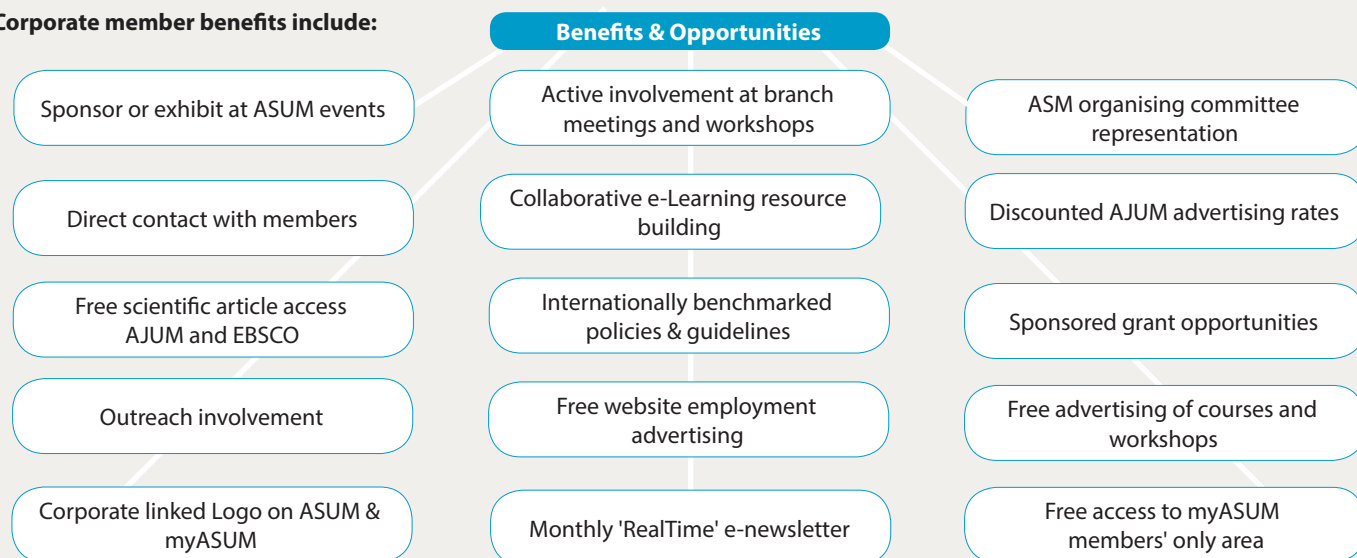 Corporate member benefits include:
Benefits & Opportunities
Sponsor or exhibit at ASUM events
Active involvement at branch
meetings and workshops
ASM organising committee
representation
Direct contact with members
Collaborative e-Learning resource
building
Discounted AJUM advertising rates
Free scientific article access
AJUM and EBSCO
Internationally benchmarked
policies & guidelines
Sponsored grant opportunities
Outreach involvement
Free website employment
advertising
Free advertising of courses and
workshops
Corporate linked Logo on ASUM &
myASUM
Monthly 'RealTime' e-newsletter
Free access to myASUM
members' only area